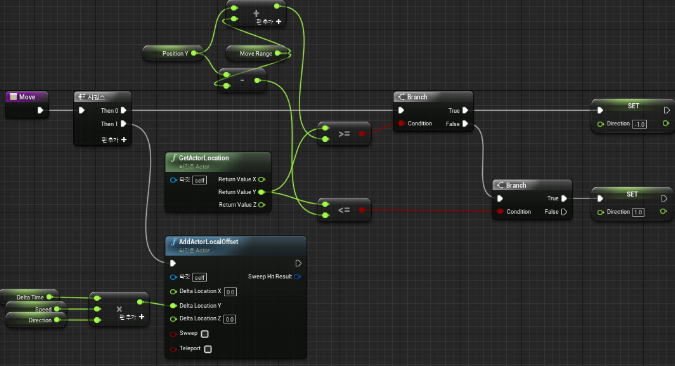 +
핀 추가 +
Position Y
Move Range
-
Move
시퀀스
Then 0
Then 1
핀 추가 +
Branch
True
Condition
False
SET
Direction -1.0
>=
GetActorLocation
타깃은 Actor
타깃 self
Return Value X
Return Value Y
Return Value Z
<=
Branch
True
Condition
False
SET
Direction 1.0
AddActorLocalOffset
타깃은 Actor
타깃 self
Sweep Hit Result
Delta Location X 0.0
Delta Location Y
Delta Location Z 0.0
Sweep
Teleport
Delta Time
Speed
Direction
×
핀 추가 +